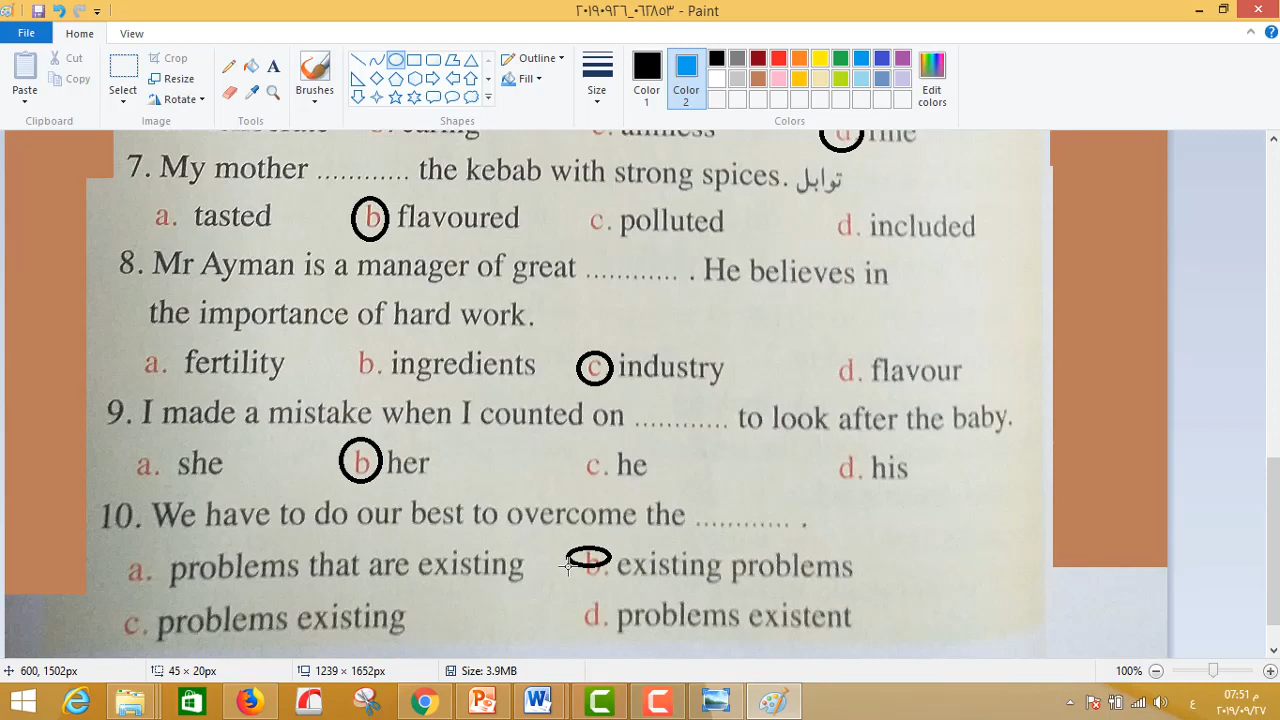 ٢٠١٩٠٩٢٦_٠٦٢٨٥٣ - Paint
File Home View
Paste Cut Copy Clipboard
Select Crop Resize Rotate Image
Tools
Brushes
Outline Fill Shapes
Size
Color 1 Color 2 Edit colors Colors
b. caring
7. My mother ............ the kebab with strong spices. توابل
a. tasted b flavoured c. polluted d. included
8. Mr Ayman is a manager of great ............ . He believes in
the importance of hard work.
a. fertility b. ingredients c industry d. flavour
9. I made a mistake when I counted on ............ to look after the baby.
a. she b her c. he d. his
10. We have to do our best to overcome the ............ .
a. problems that are existing b. existing problems
c. problems existing d. problems existent
600, 1502px 45 × 20px 1239 × 1652px Size: 3.9MB 100%
ع 07:51 م
٢٠١٩/٠٩/٢٧